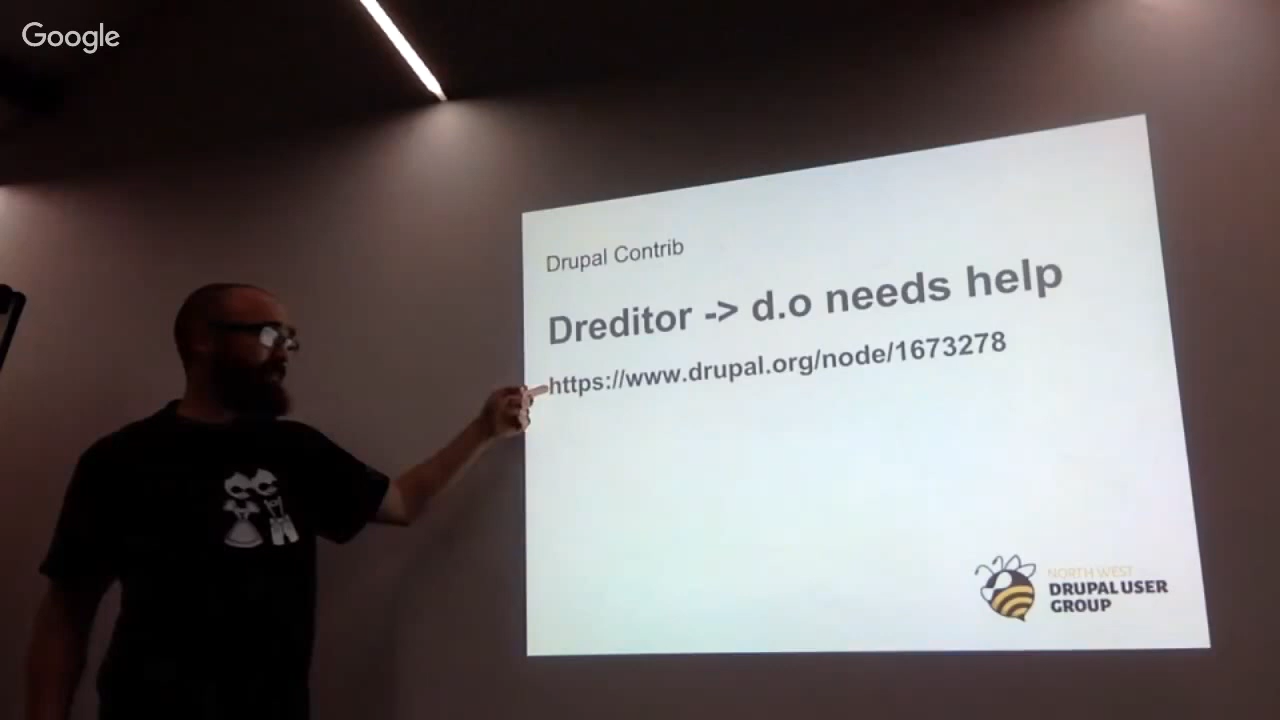 Google
Drupal Contrib
Dreditor -> d.o needs help
https://www.drupal.org/node/1673278
NORTH WEST
DRUPAL USER
GROUP